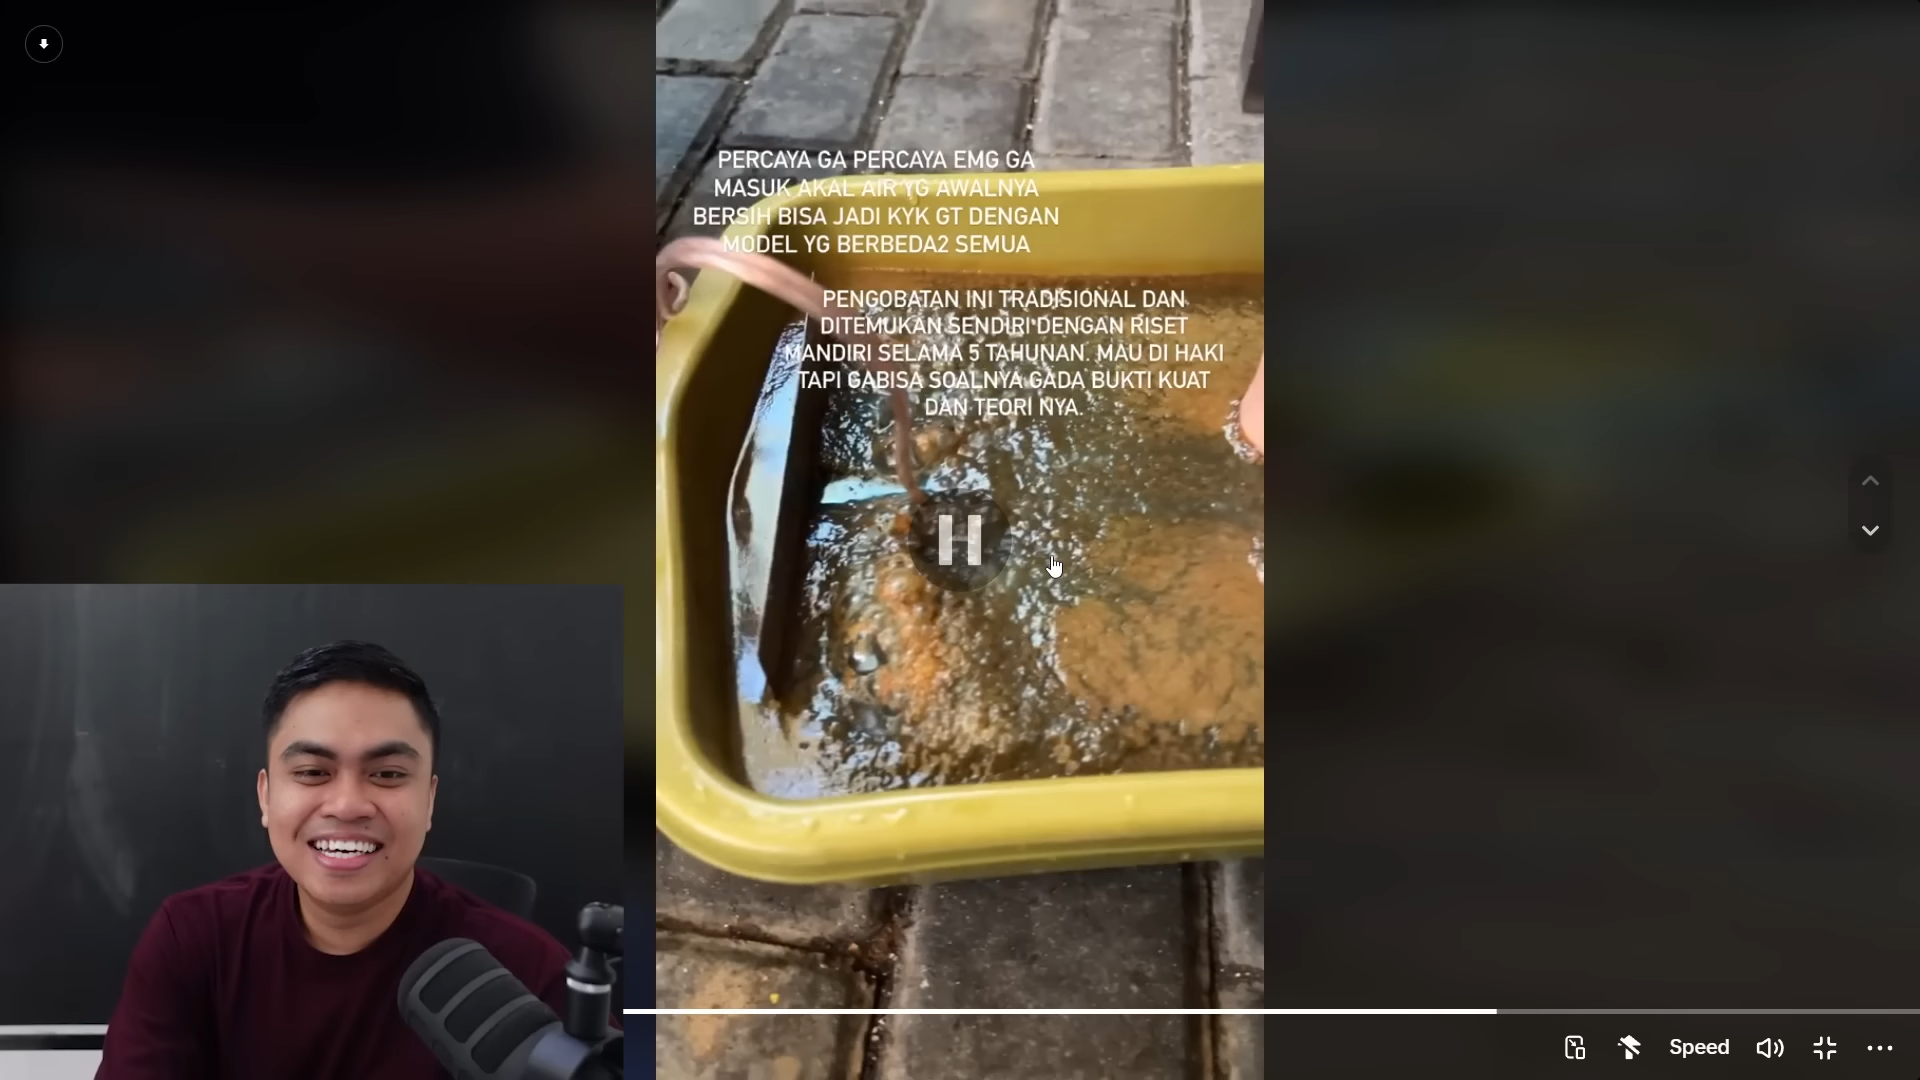 PERCAYA GA PERCAYA EMG GA
MASUK AKAL AIR YG AWALNYA
BERSIH BISA JADI KYK GT DENGAN
MODEL YG BERBEDA2 SEMUA
PENGOBATAN INI TRADISIONAL DAN
DITEMUKAN SENDIRI DENGAN RISET
MANDIRI SELAMA 5 TAHUNAN. MAU DI HAKI
TAPI GABISA SOALNYA GADA BUKTI KUAT
DAN TEORI NYA.
Speed